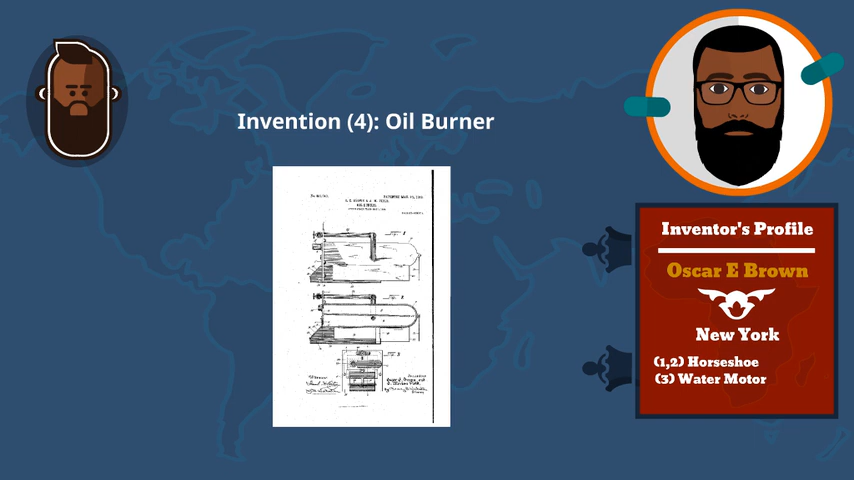 Invention (4): Oil Burner
Inventor's Profile
Oscar E Brown
New York
(1,2) Horseshoe
(3) Water Motor